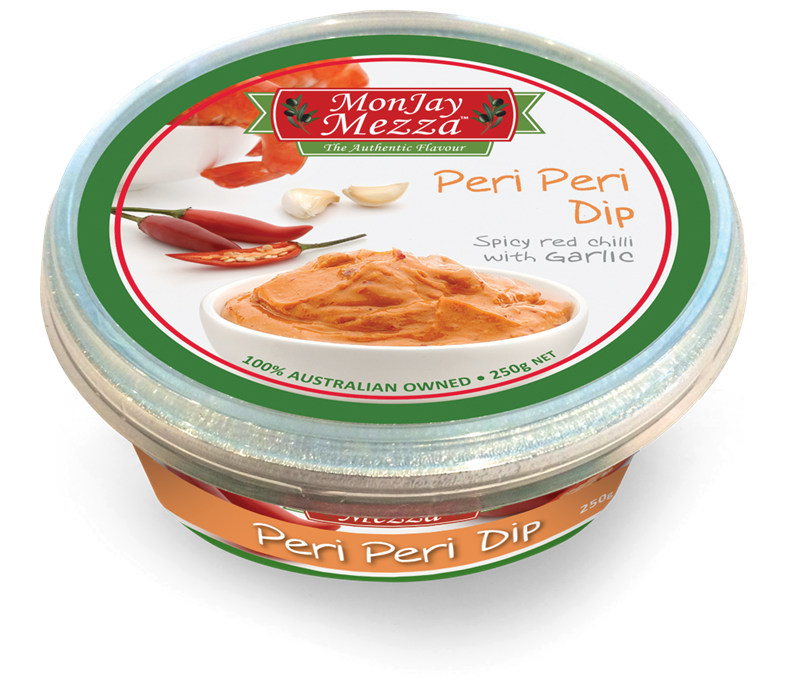 MonJay
Mezza™
The Authentic Flavour
Peri Peri
Dip
Spicy red chilli
with Garlic
100% AUSTRALIAN OWNED • 250g NET
Mezza
Peri Peri Dip
250g